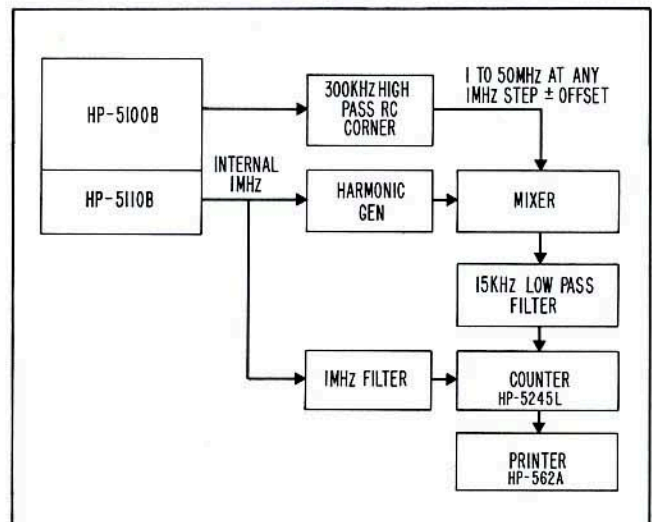 HP-5100B
HP-5110B
300KHz HIGH
PASS RC
CORNER
1 TO 50MHz AT ANY
1MHz STEP ± OFFSET
INTERNAL
1MHz
HARMONIC
GEN
MIXER
15KHz LOW PASS
FILTER
1MHz FILTER
COUNTER
HP-5245L
PRINTER
HP-562A